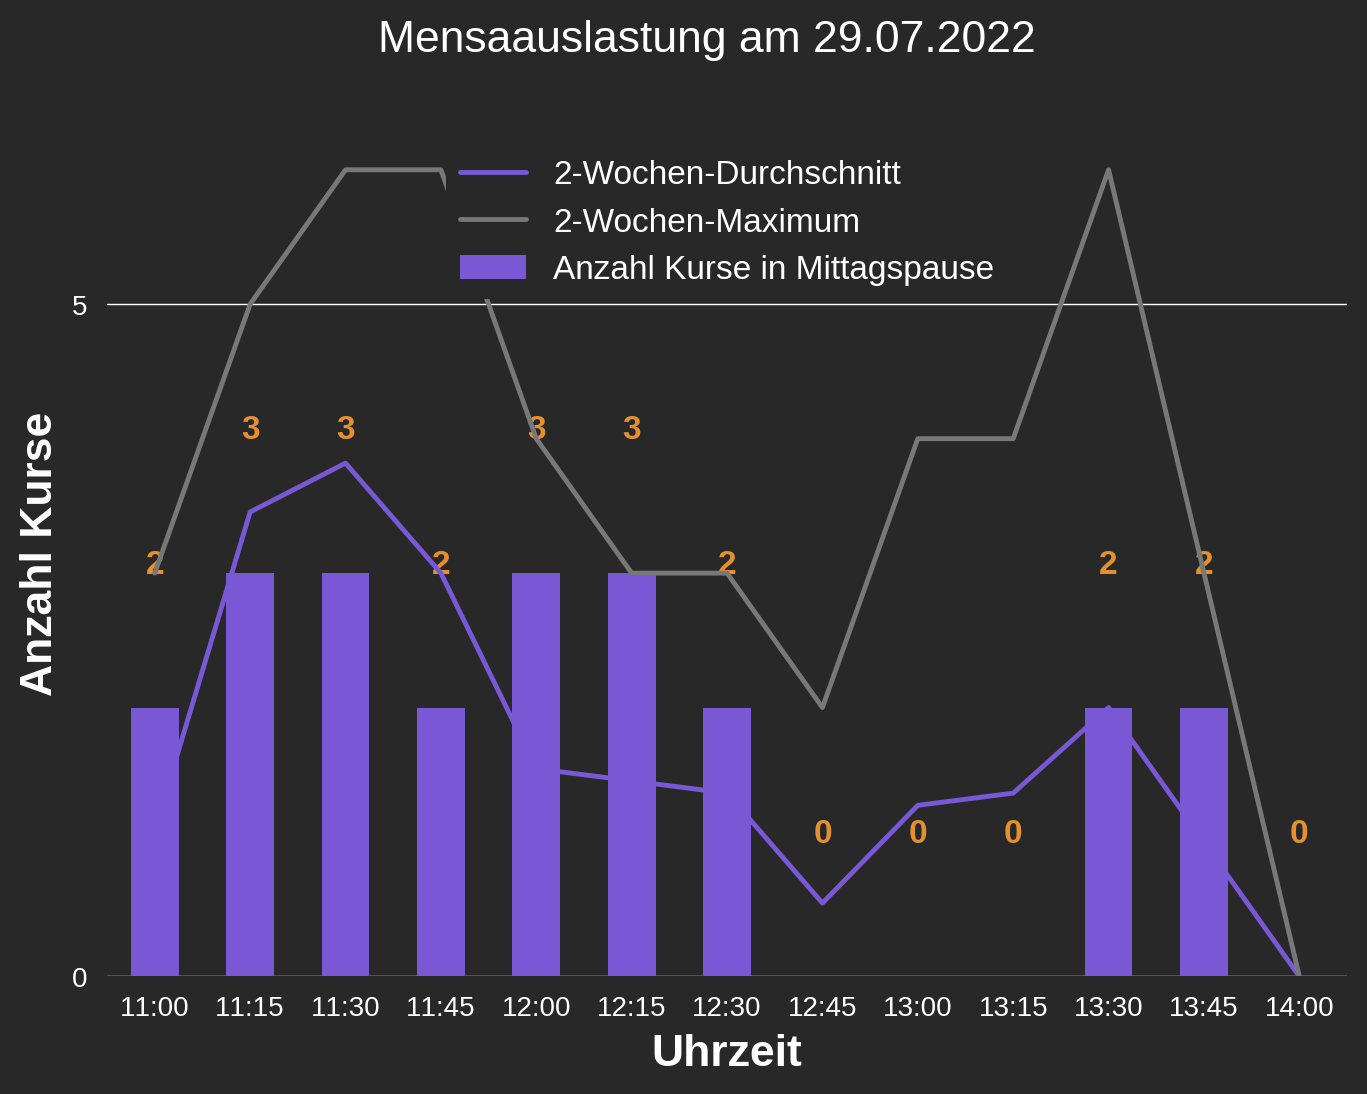 Mensaauslastung am 29.07.2022
2-Wochen-Durchschnitt
2-Wochen-Maximum
Anzahl Kurse in Mittagspause
5
3 3 3 3
2 2 2 2 2
0 0 0 0
0
Anzahl Kurse
11:00 11:15 11:30 11:45 12:00 12:15 12:30 12:45 13:00 13:15 13:30 13:45 14:00
Uhrzeit